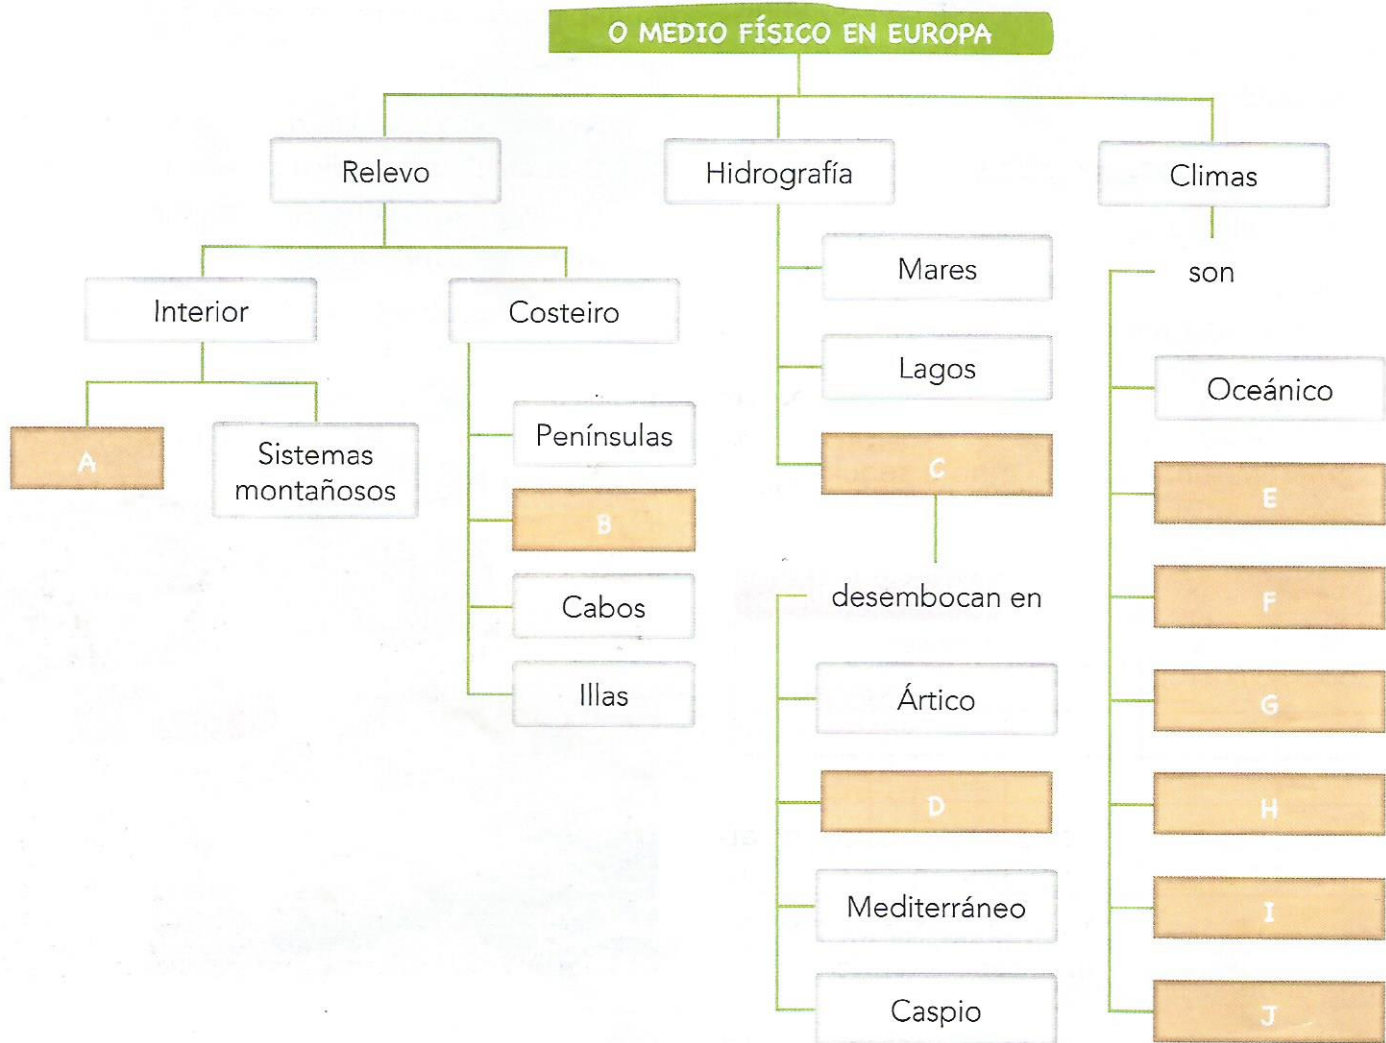 O MEDIO FÍSICO EN EUROPA
Relevo
Hidrografía
Climas
Interior
Costeiro
A
Sistemas
montañosos
Penínsulas
B
Cabos
Illas
Mares
Lagos
C
desembocan en
Ártico
D
Mediterráneo
Caspio
son
Oceánico
E
F
G
H
I
J